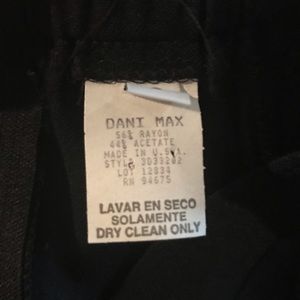 DANI MAX
56% RAYON
44% ACETATE
MADE IN U.S.A.
STYLE 3D33202
LOT 12834
RN 94675
LAVAR EN SECO
SOLAMENTE
DRY CLEAN ONLY